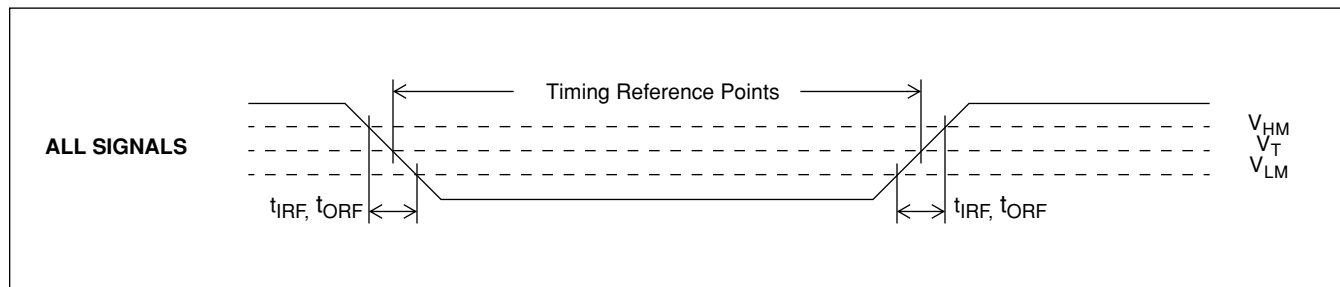 Timing Reference Points
ALL SIGNALS
V_HM
V_T
V_LM
t_IRF, t_ORF
t_IRF, t_ORF